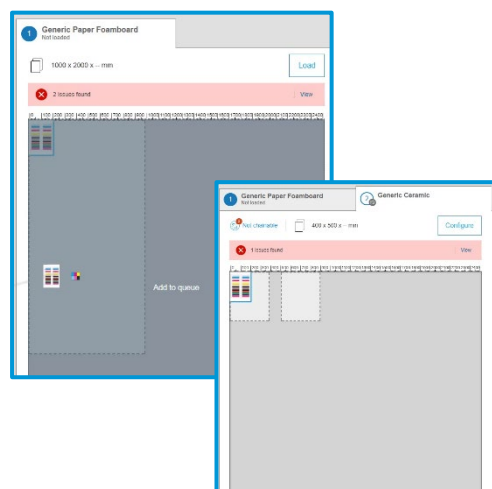 1
Generic Paper Foamboard
Not loaded
1000 x 2000 x -- mm
Load
2 issues found
View
Add to queue
1
Generic Paper Foamboard
Not loaded
2
Generic Ceramic
Not chainable
400 x 500 x -- mm
Configure
1 issues found
View